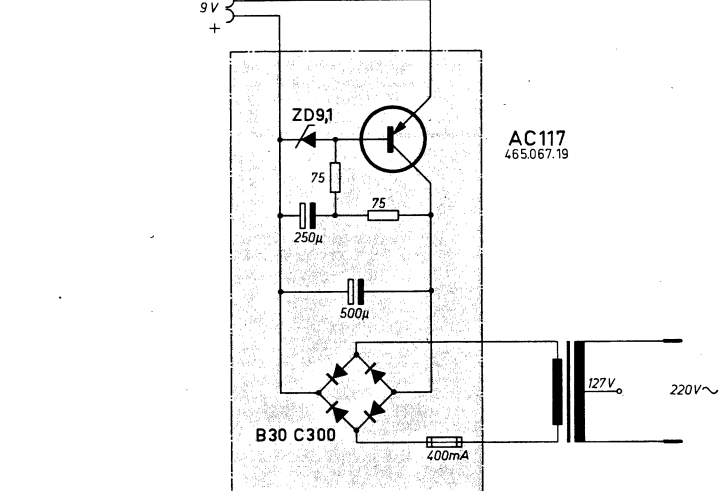 9V
+
ZD9,1
AC117
465.067.19
75
75
250µ
500µ
127V
220V~
B30 C300
400mA